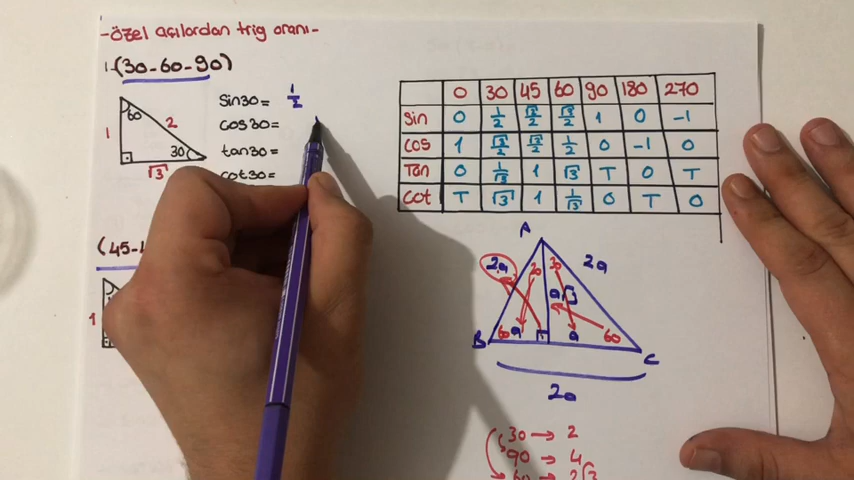 -özel açılardan trig oranı-
1-(30-60-90)
60
1
2
30
√3
sin30= 1/2
cos30=
tan30=
cot30=
(45-
1
0 30 45 60 90 180 270
Sin 0 1/2 √2/2 √3/2 1 0 -1
Cos 1 √3/2 √2/2 1/2 0 -1 0
Tan 0 1/√3 1 √3 T 0 T
Cot T √3 1 1/√3 0 T 0
A
2a 30 30 2a
B 60 a a 60 C
2a
30 → 2
90 → 4
→ 60 → 2√3